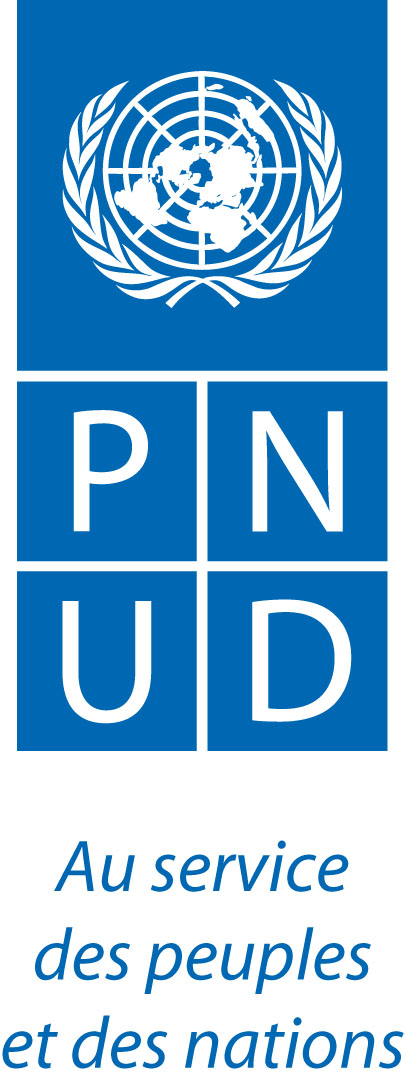 P N
U D
Au service
des peuples
et des nations